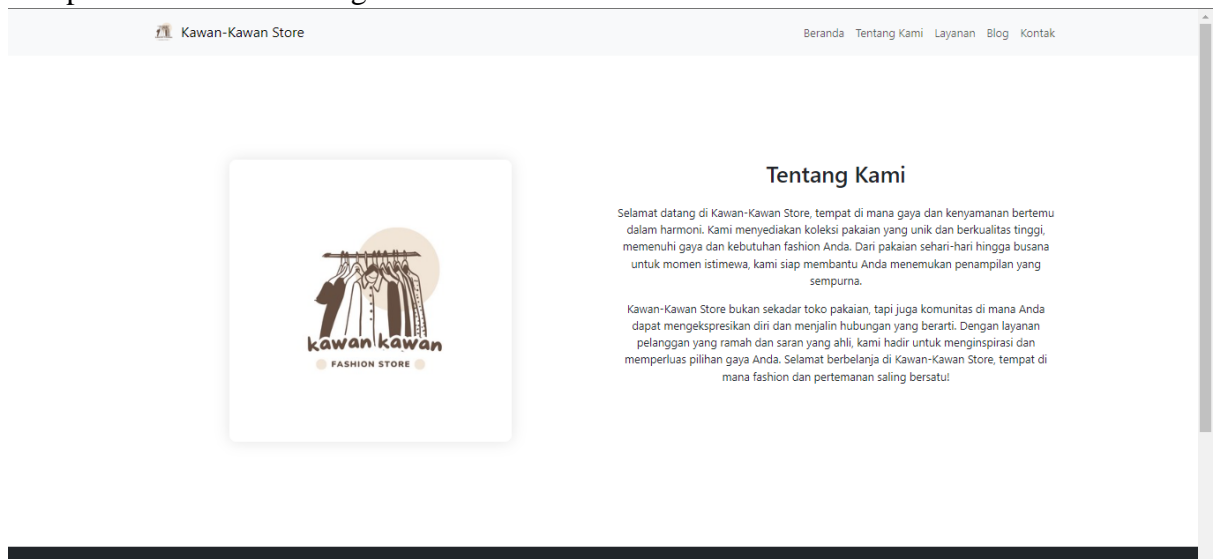 Kawan-Kawan Store
Beranda Tentang Kami Layanan Blog Kontak
kawan kawan
FASHION STORE
Tentang Kami
Selamat datang di Kawan-Kawan Store, tempat di mana gaya dan kenyamanan bertemu
dalam harmoni. Kami menyediakan koleksi pakaian yang unik dan berkualitas tinggi,
memenuhi gaya dan kebutuhan fashion Anda. Dari pakaian sehari-hari hingga busana
untuk momen istimewa, kami siap membantu Anda menemukan penampilan yang
sempurna.
Kawan-Kawan Store bukan sekadar toko pakaian, tapi juga komunitas di mana Anda
dapat mengekspresikan diri dan menjalin hubungan yang berarti. Dengan layanan
pelanggan yang ramah dan saran yang ahli, kami hadir untuk menginspirasi dan
memperluas pilihan gaya Anda. Selamat berbelanja di Kawan-Kawan Store, tempat di
mana fashion dan pertemanan saling bersatu!